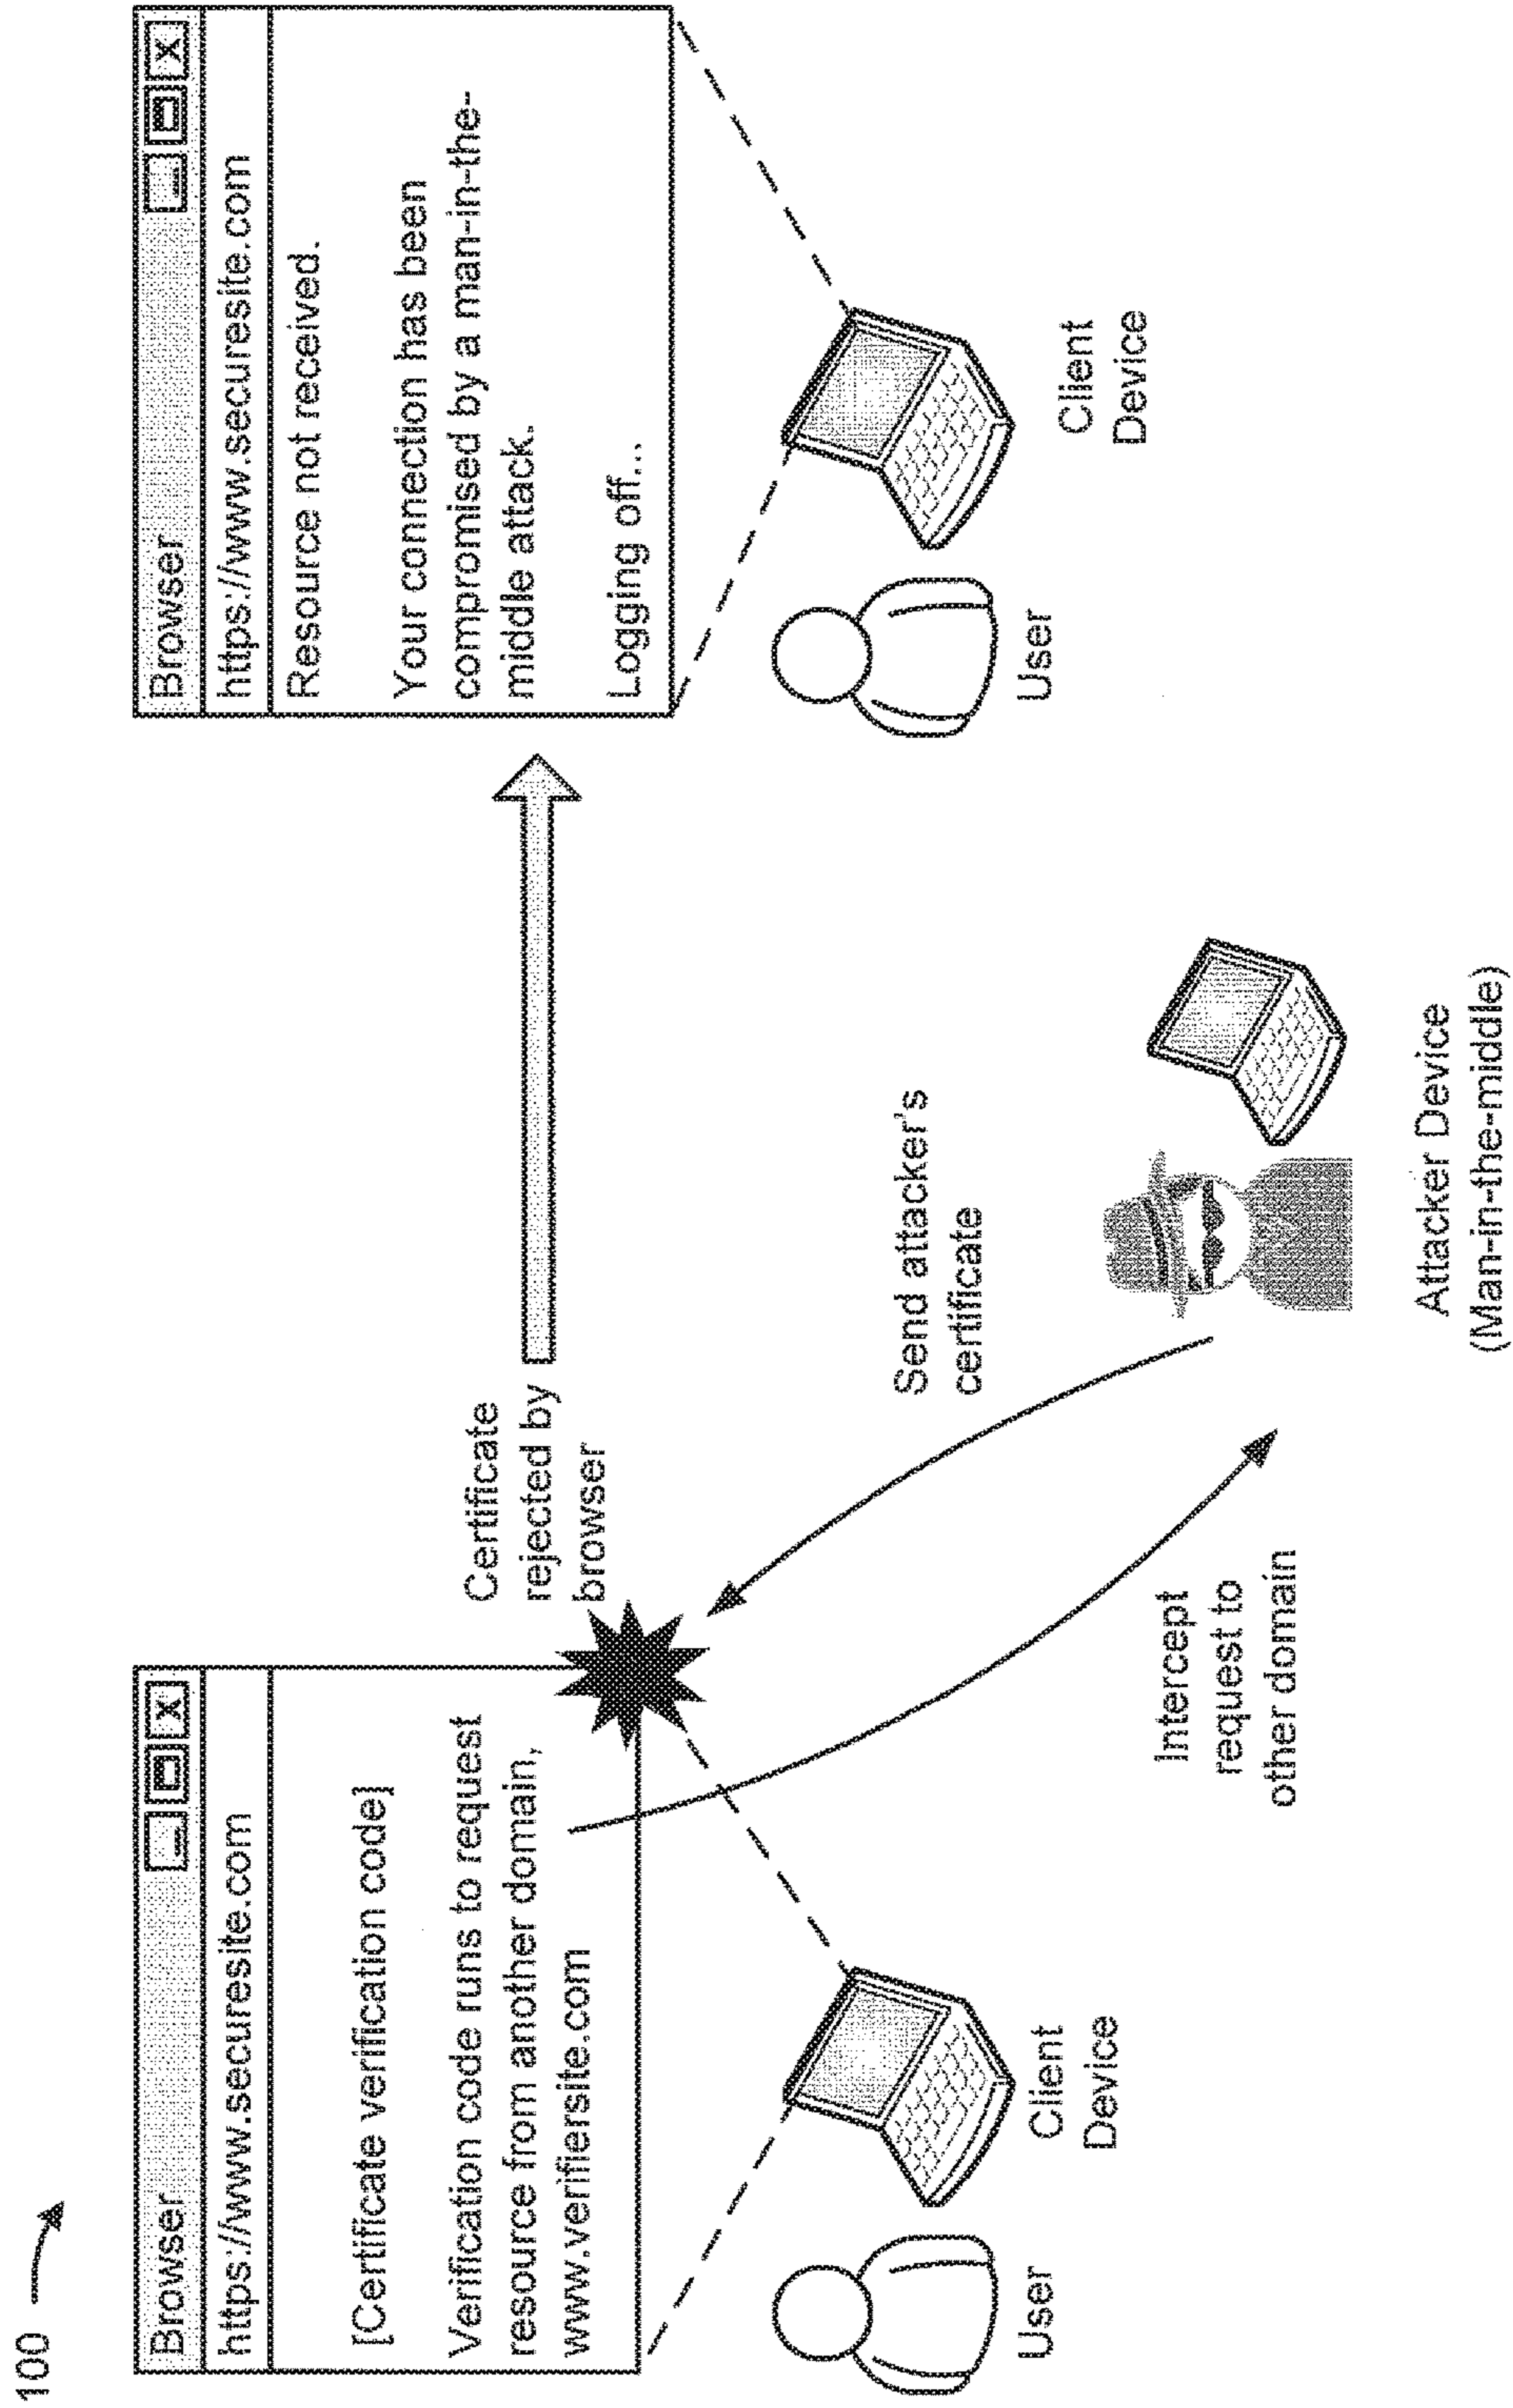 100
Browser
https://www.securesite.com
[Certificate verification code]
Verification code runs to request
resource from another domain,
www.verifiersite.com
User
Client
Device
Certificate
rejected by
browser
Send attacker's
certificate
Intercept
request to
other domain
Attacker Device
(Man-in-the-middle)
Browser
https://www.securesite.com
Resource not received.
Your connection has been
compromised by a man-in-the-
middle attack.
Logging off...
User
Client
Device